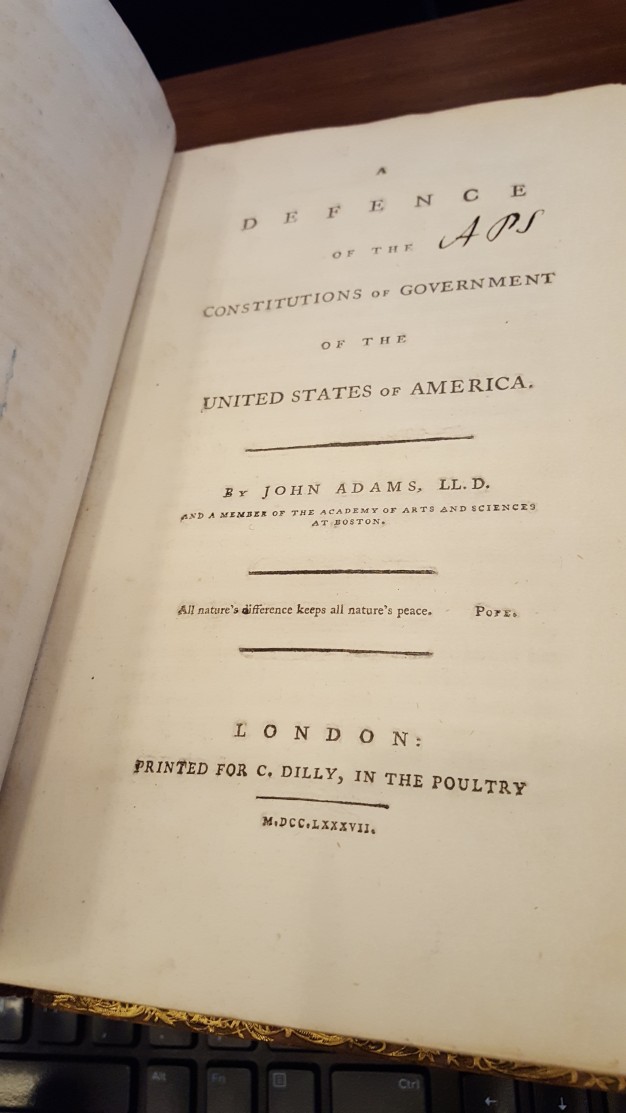 A
DEFENCE
OF THE
APS
CONSTITUTIONS OF GOVERNMENT
OF THE
UNITED STATES OF AMERICA.
BY JOHN ADAMS, LL.D.
AND A MEMBER OF THE ACADEMY OF ARTS AND SCIENCES
AT BOSTON.
All nature's difference keeps all nature's peace. POPE.
LONDON:
PRINTED FOR C. DILLY, IN THE POULTRY
M.DCC.LXXXVII.
Alt Fn Ctrl
← ↓